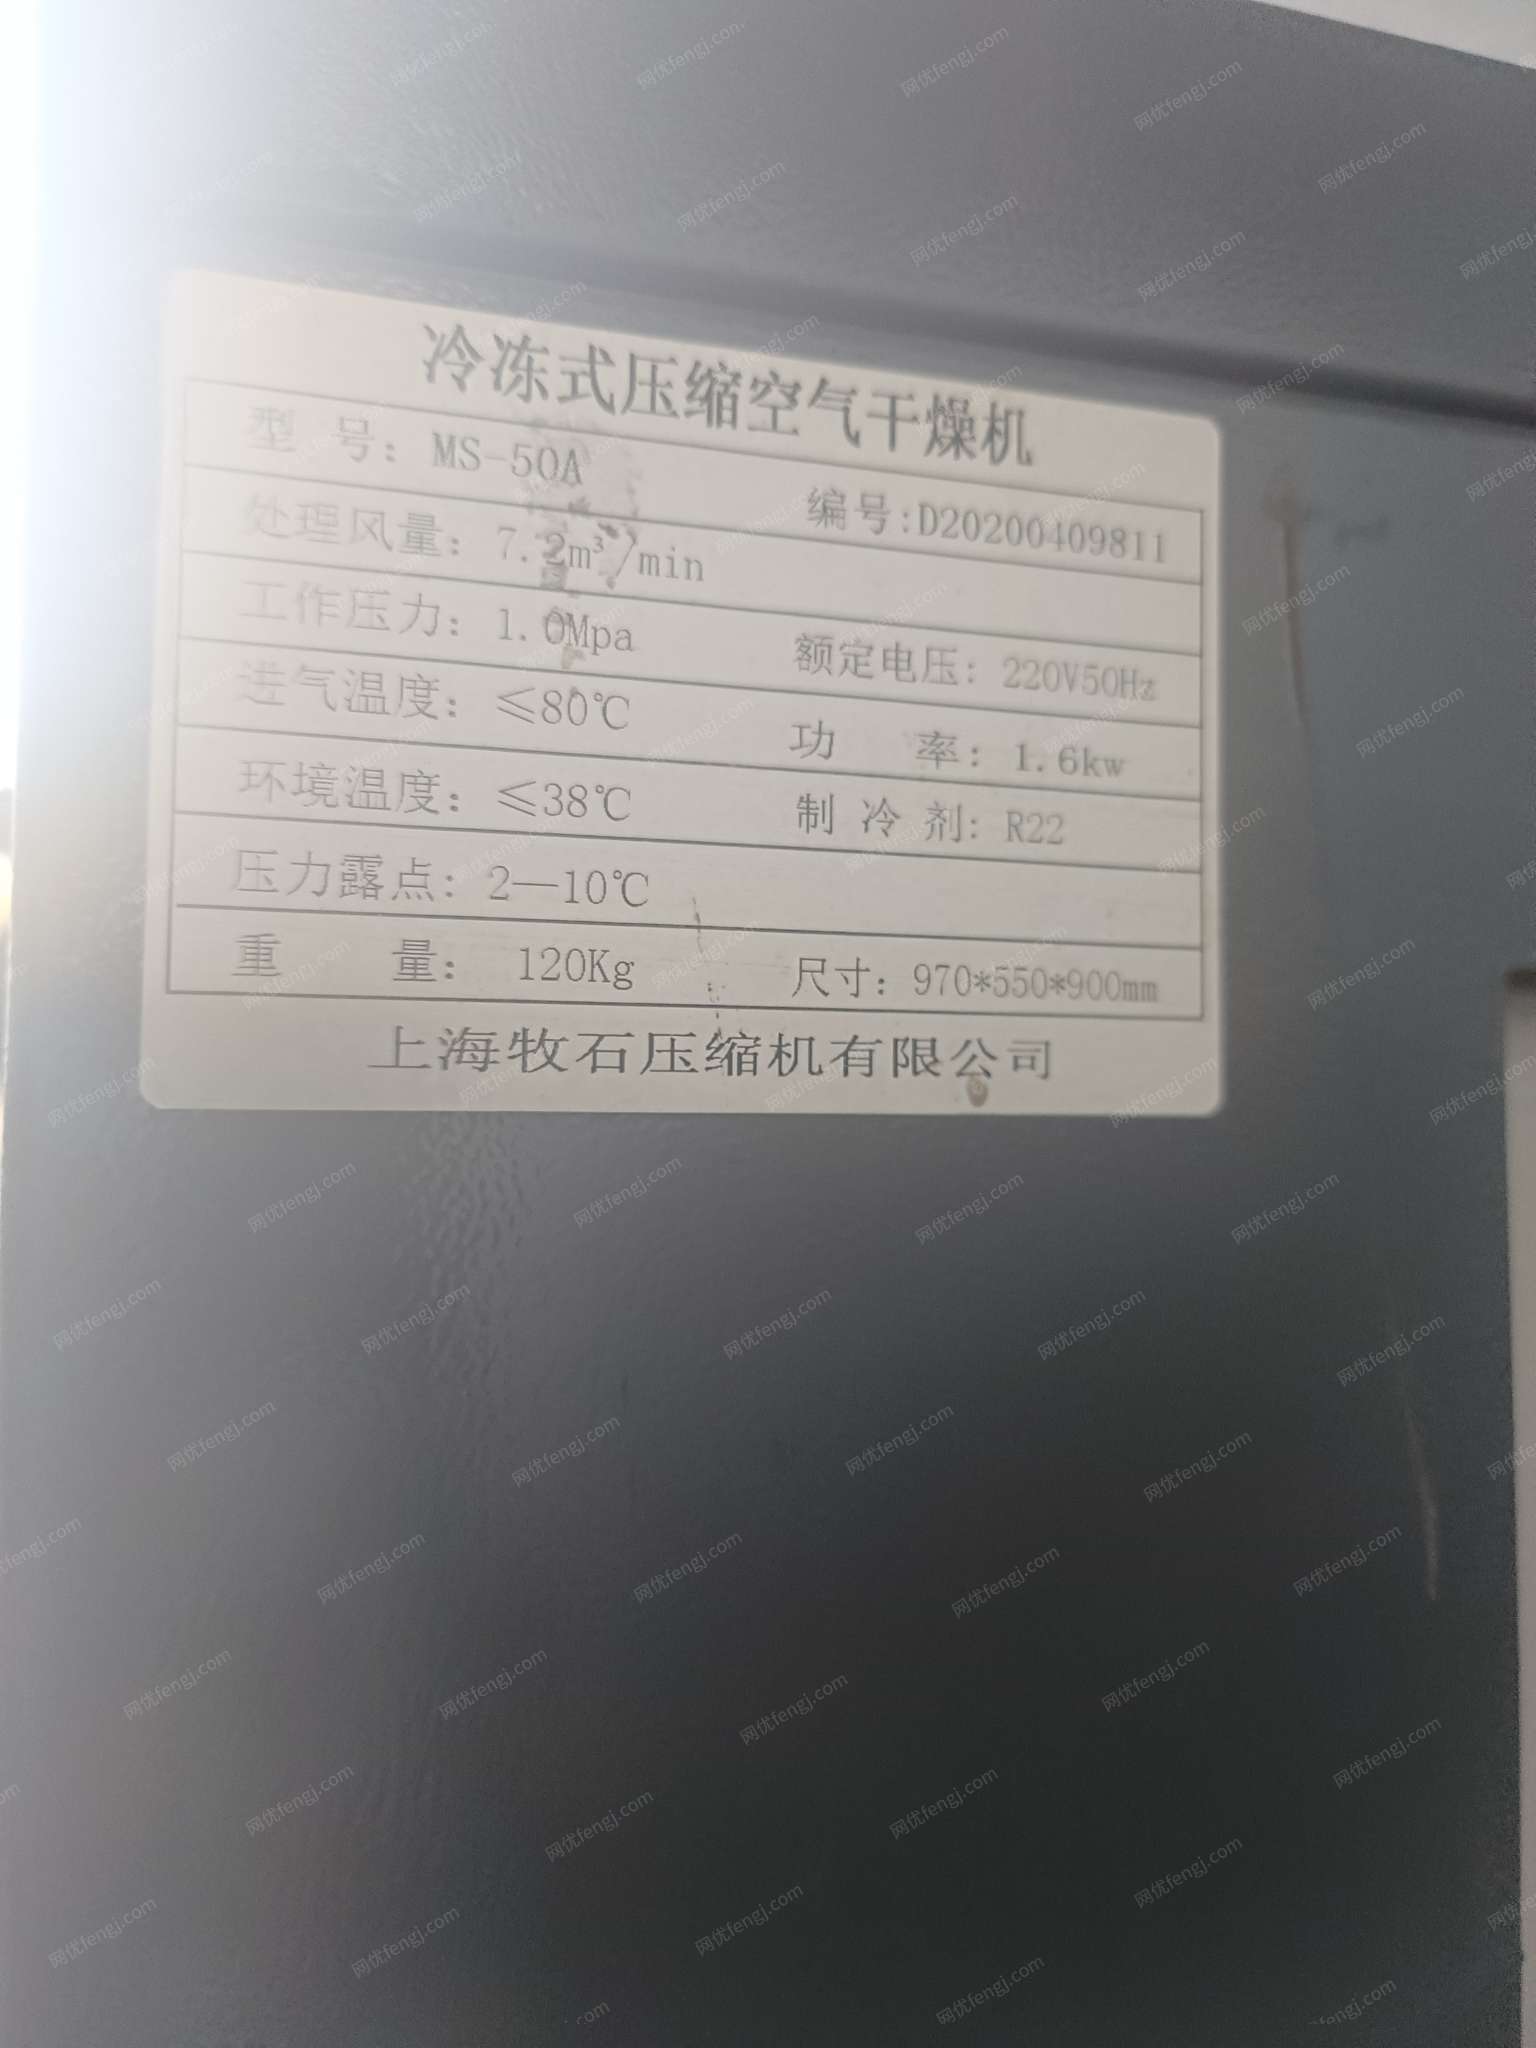 冷冻式压缩空气干燥机
型 号：MS-50A 编号:D20200409811
处理风量：7.2m³/min
工作压力：1.0Mpa 额定电压：220V50Hz
进气温度：≤80℃ 功 率：1.6kw
环境温度：≤38℃ 制 冷 剂：R22
压力露点：2—10℃
重 量： 120Kg 尺寸：970*550*900mm
上海牧石压缩机有限公司